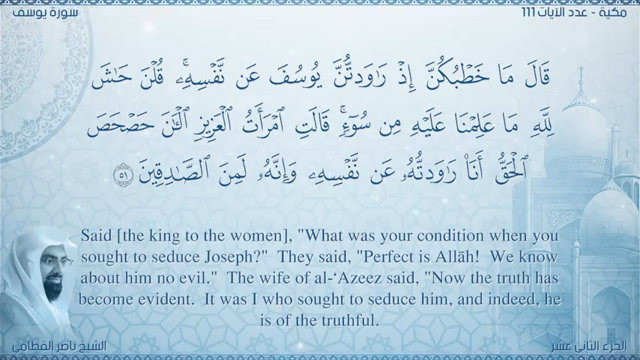 مكية - عدد الآيات 111
سورة يوسف
قَالَ مَا خَطْبُكُنَّ إِذْ رَٰوَدتُّنَّ يُوسُفَ عَن نَّفْسِهِۦ ۚ قُلْنَ حَـٰشَ
لِلَّهِ مَا عَلِمْنَا عَلَيْهِ مِن سُوٓءٍ ۚ قَالَتِ ٱمْرَأَتُ ٱلْعَزِيزِ ٱلْـَٔـٰنَ حَصْحَصَ
ٱلْحَقُّ أَنَا۠ رَٰوَدتُّهُۥ عَن نَّفْسِهِۦ وَإِنَّهُۥ لَمِنَ ٱلصَّـٰدِقِينَ ٥١
Said [the king to the women], "What was your condition when you
sought to seduce Joseph?" They said, "Perfect is Allāh! We know
about him no evil." The wife of al-ʻAzeez said, "Now the truth has
become evident. It was I who sought to seduce him, and indeed, he
is of the truthful.
الجزء الثاني عشر
الشيخ ناصر القطامي